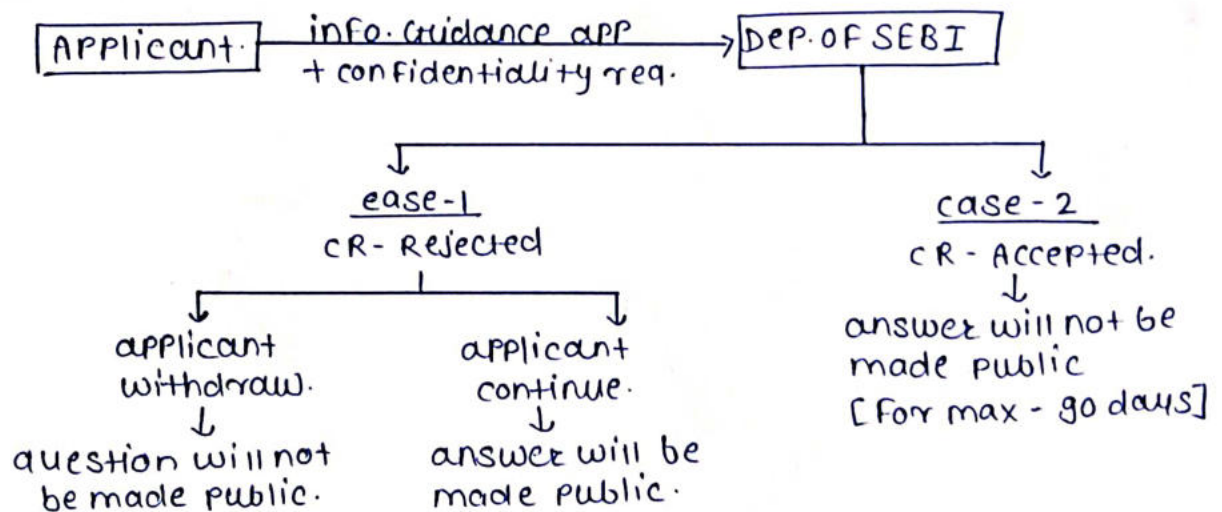 APPlicant.
info. Guidance app
+ confidentiality req.
DeP. OF SEBI
ease-1
CR - Rejected
case - 2
CR - Accepted.
applicant
withdraw.
question will not
be made public.
applicant
continue.
answer will be
made public.
answer will not be
made public
[For max - 90 days]